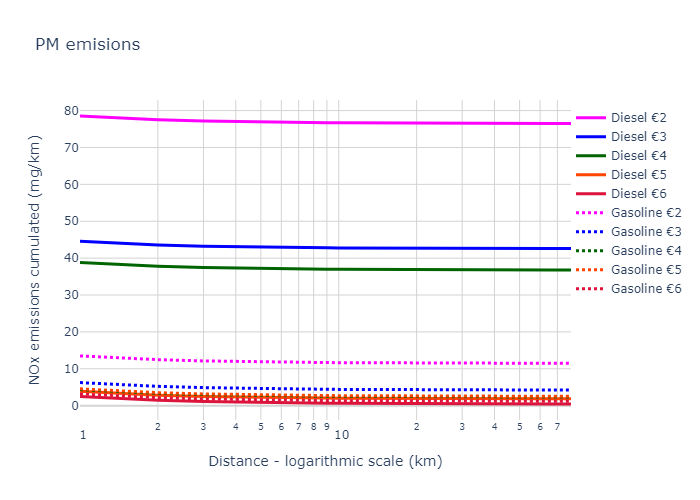 PM emisions
NOx emissions cumulated (mg/km)
80
70
60
50
40
30
20
10
0
1
2
3
4
5
6
7
8
9
10
2
3
4
5
6
7
Distance - logarithmic scale (km)
Diesel €2
Diesel €3
Diesel €4
Diesel €5
Diesel €6
Gasoline €2
Gasoline €3
Gasoline €4
Gasoline €5
Gasoline €6